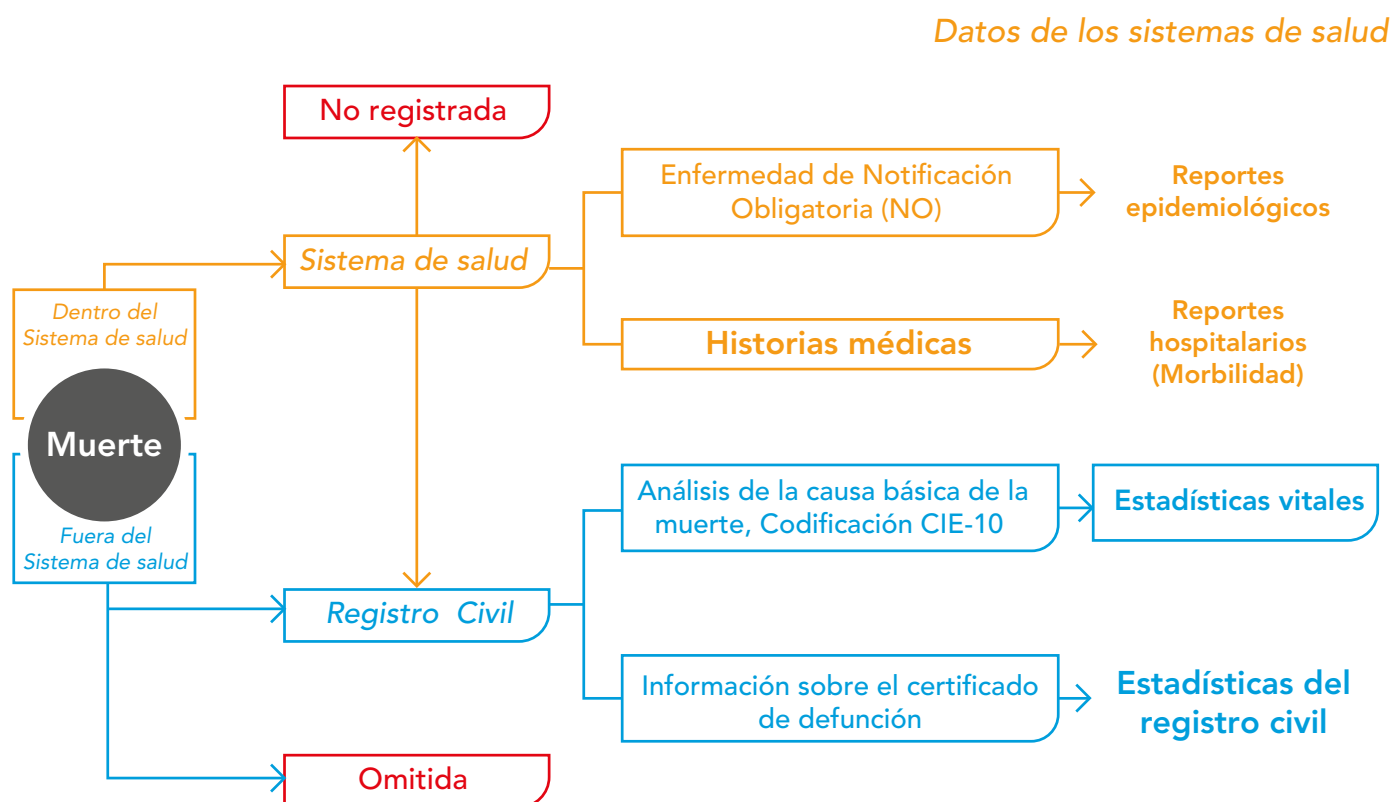 Datos de los sistemas de salud
No registrada
Enfermedad de Notificación
Obligatoria (NO)
Reportes
epidemiológicos
Sistema de salud
Dentro del
Sistema de salud
Historias médicas
Reportes
hospitalarios
(Morbilidad)
Muerte
Análisis de la causa básica de la
muerte, Codificación CIE-10
Estadísticas vitales
Fuera del
Sistema de salud
Registro Civil
Información sobre el certificado
de defunción
Estadísticas del
registro civil
Omitida